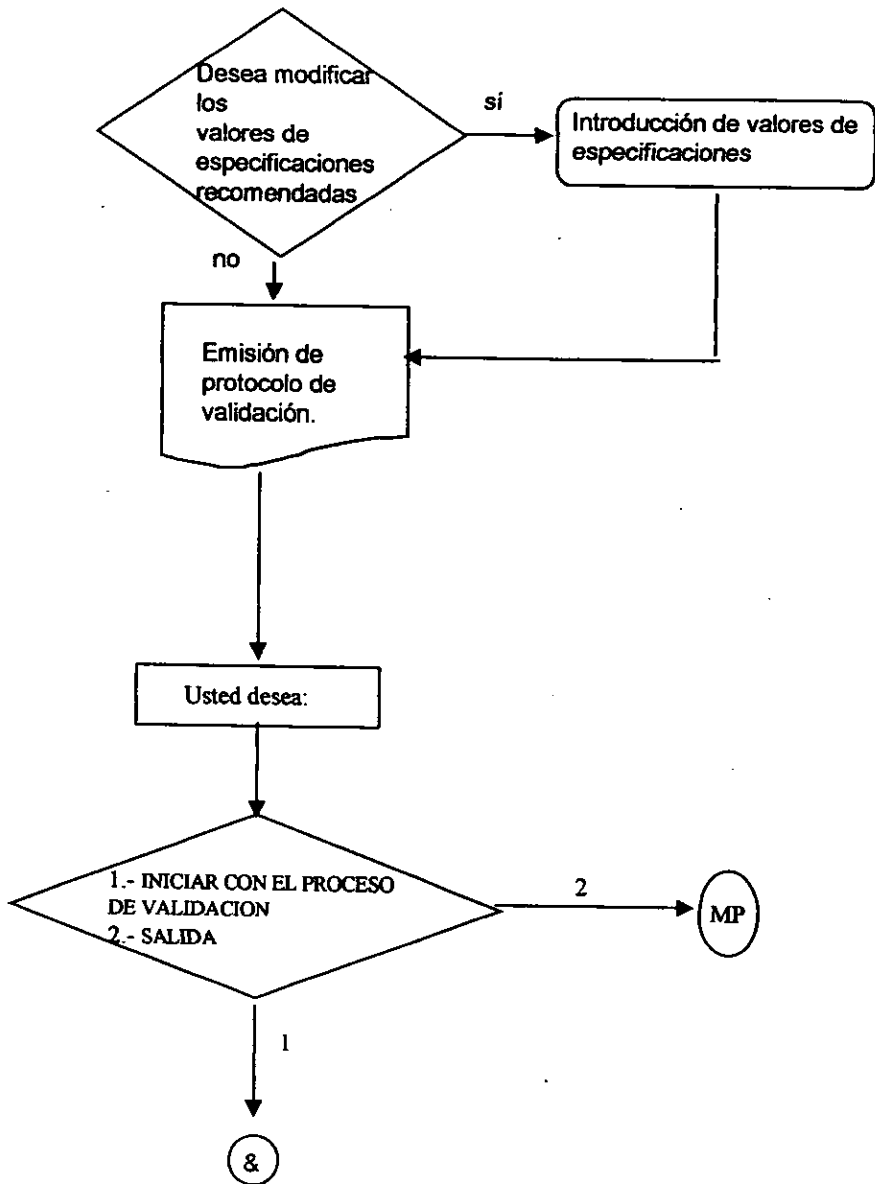 Desea modificar
los
valores de
especificaciones
recomendadas
sí
Introducción de valores de
especificaciones
no
Emisión de
protocolo de
validación.
Usted desea:
1.- INICIAR CON EL PROCESO
DE VALIDACION
2.- SALIDA
2
MP
1
&